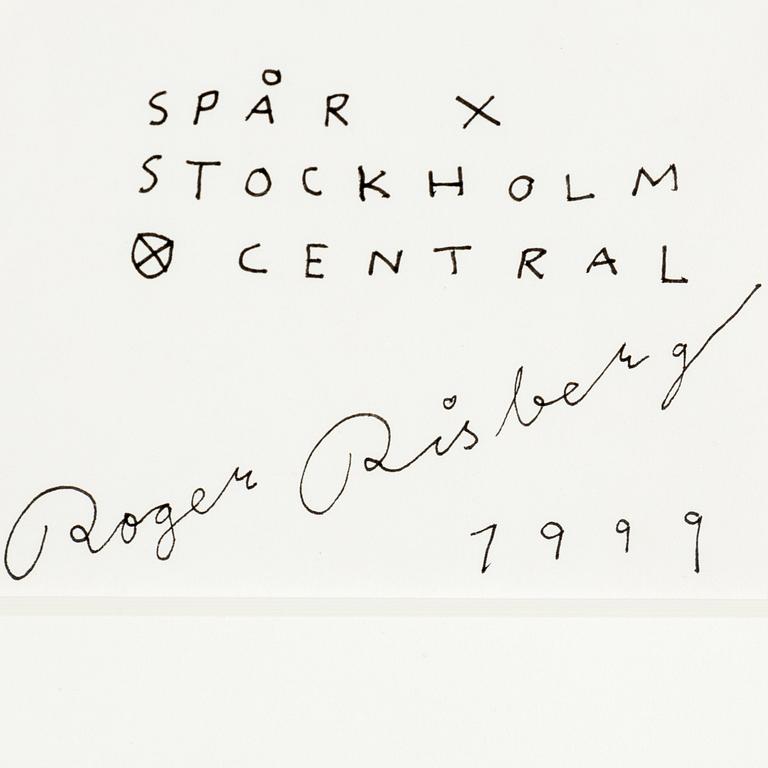 SPÅR X
STOCKHOLM
⊗ CENTRAL
Roger Risberg
1999